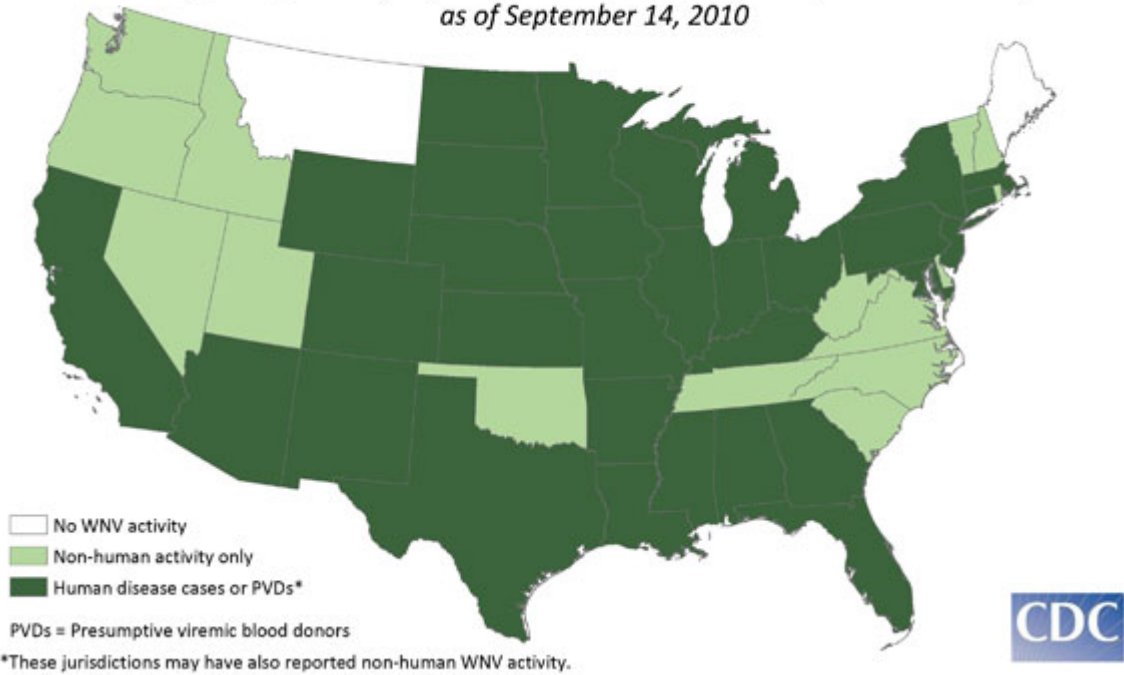 as of September 14, 2010
No WNV activity
Non-human activity only
Human disease cases or PVDs*
PVDs = Presumptive viremic blood donors
*These jurisdictions may have also reported non-human WNV activity.
CDC